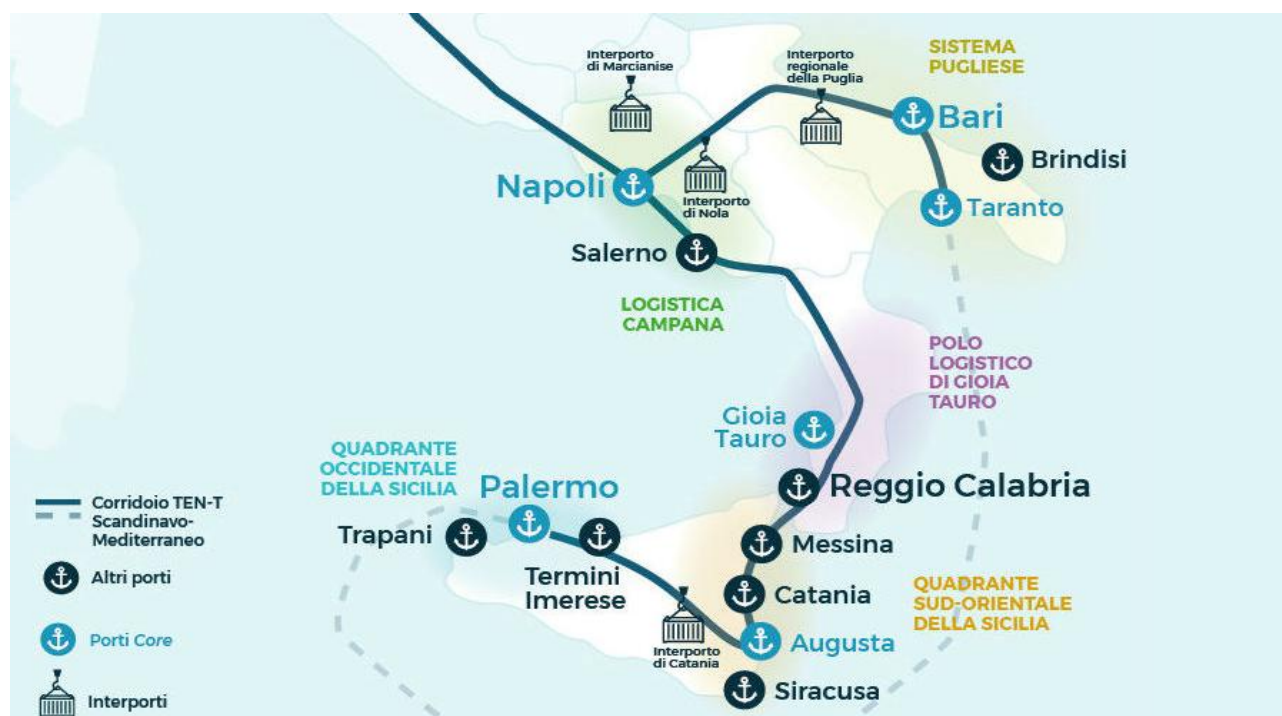 Interporto
di Marcianise
Interporto
regionale
della Puglia
SISTEMA
PUGLIESE
Bari
Brindisi
Napoli
Interporto
di Nola
Taranto
Salerno
LOGISTICA
CAMPANA
POLO
LOGISTICO
DI GIOIA
TAURO
Gioia
Tauro
QUADRANTE
OCCIDENTALE
DELLA SICILIA
Palermo
Reggio Calabria
Trapani
Termini
Imerese
Messina
Catania
QUADRANTE
SUD-ORIENTALE
DELLA SICILIA
Augusta
Interporto
di Catania
Siracusa
Corridoio TEN-T
Scandinavo-
Mediterraneo
Altri porti
Porti Core
Interporti